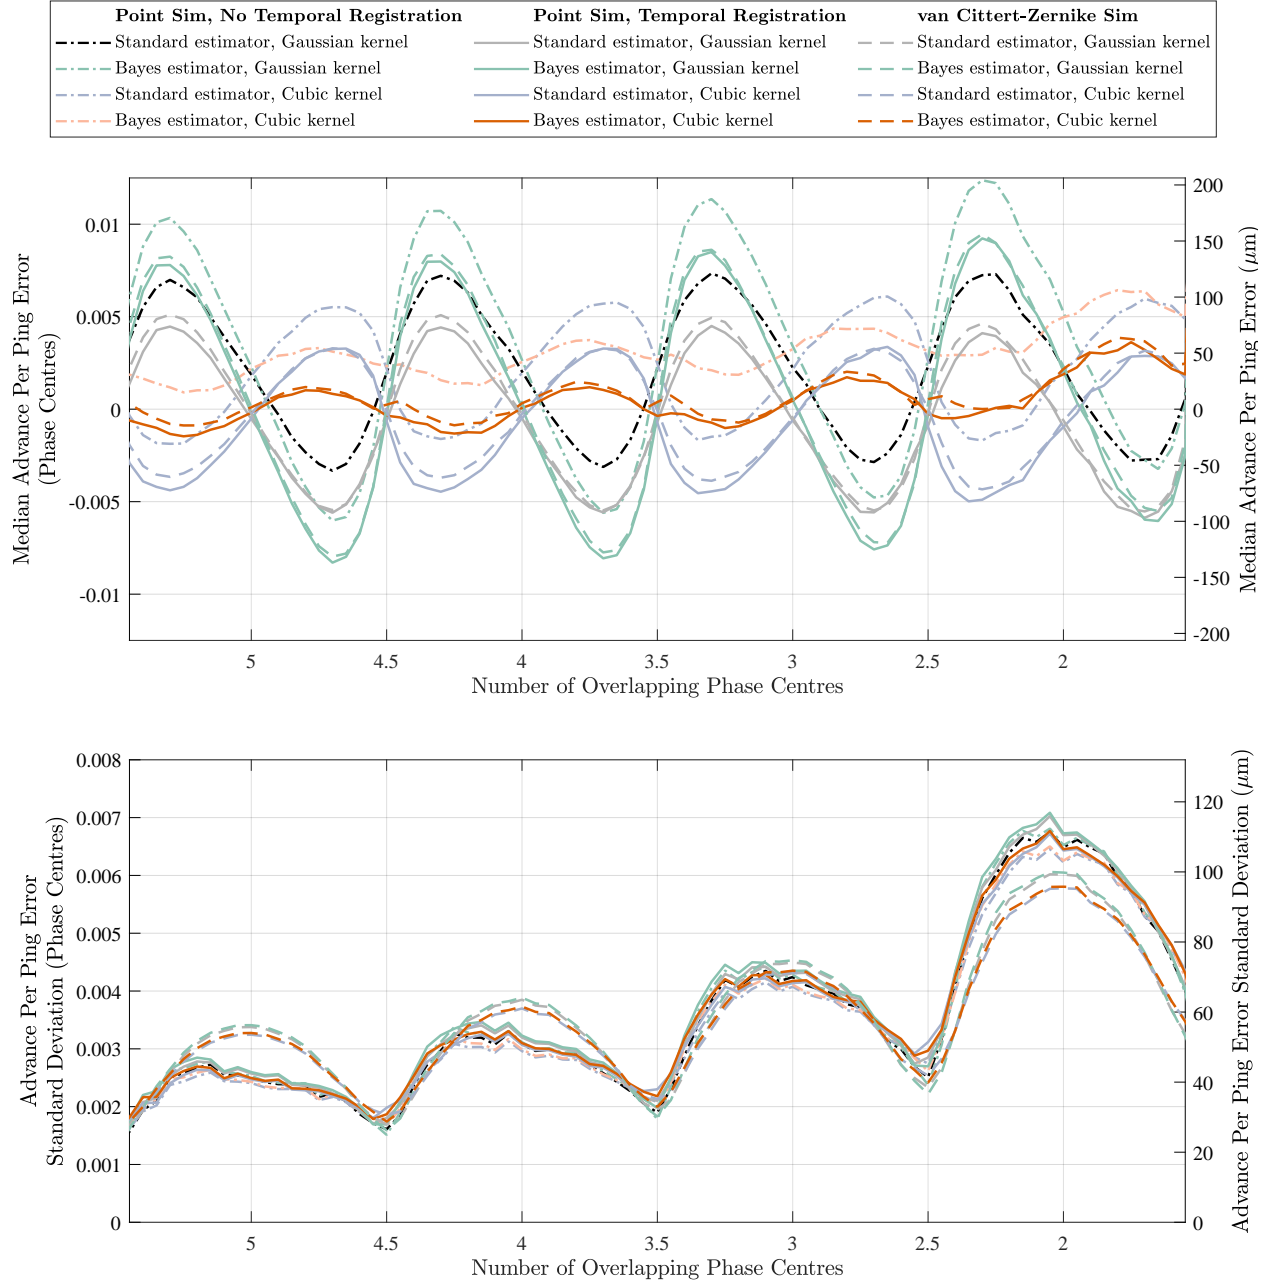 Point Sim, No Temporal Registration
Point Sim, Temporal Registration
van Cittert-Zernike Sim
Standard estimator, Gaussian kernel
Standard estimator, Gaussian kernel
Standard estimator, Gaussian kernel
Bayes estimator, Gaussian kernel
Bayes estimator, Gaussian kernel
Bayes estimator, Gaussian kernel
Standard estimator, Cubic kernel
Standard estimator, Cubic kernel
Standard estimator, Cubic kernel
Bayes estimator, Cubic kernel
Bayes estimator, Cubic kernel
Bayes estimator, Cubic kernel
Median Advance Per Ping Error
(Phase Centres)
0.01
0.005
0
-0.005
-0.01
200
150
100
50
0
-50
-100
-150
-200
Median Advance Per Ping Error (μm)
5
4.5
4
3.5
3
2.5
2
Number of Overlapping Phase Centres
Advance Per Ping Error
Standard Deviation (Phase Centres)
0.008
0.007
0.006
0.005
0.004
0.003
0.002
0.001
0
120
100
80
60
40
20
0
Advance Per Ping Error Standard Deviation (μm)
5
4.5
4
3.5
3
2.5
2
Number of Overlapping Phase Centres